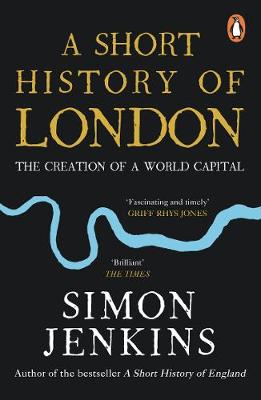 A SHORT
HISTORY OF
LONDON
THE CREATION OF A WORLD CAPITAL
'Fascinating and timely'
GRIFF RHYS JONES
'Brilliant'
THE TIMES
SIMON
JENKINS
Author of the bestseller A Short History of England